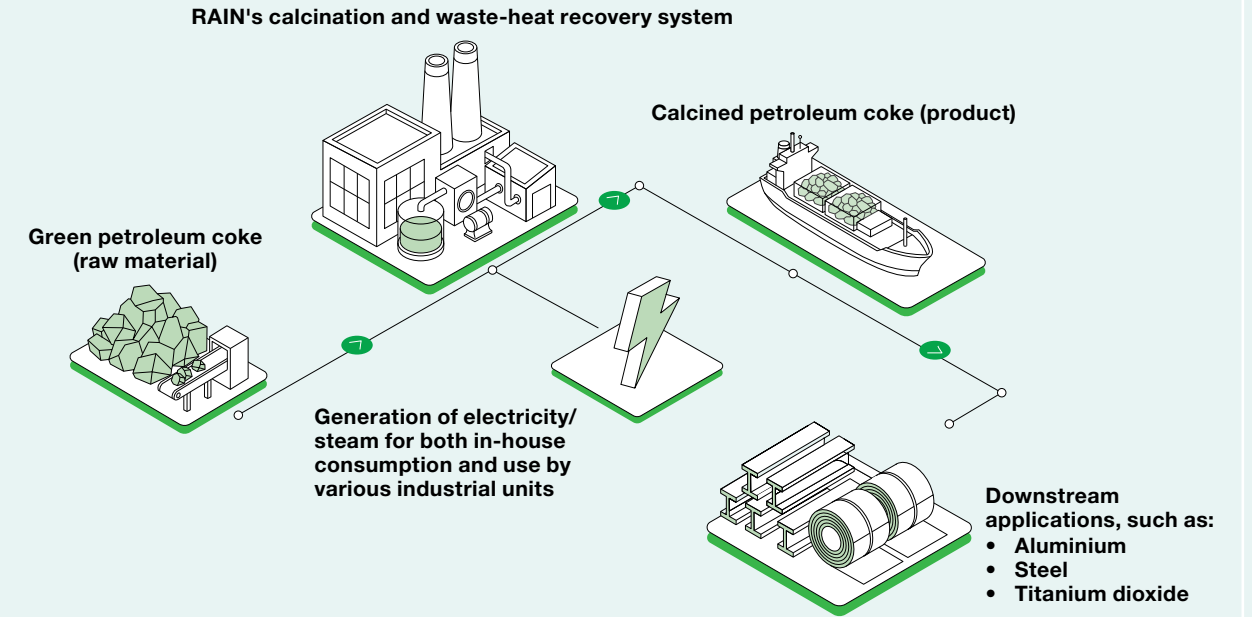 RAIN's calcination and waste-heat recovery system
Calcined petroleum coke (product)
Green petroleum coke
(raw material)
Generation of electricity/
steam for both in-house
consumption and use by
various industrial units
Downstream
applications, such as:
• Aluminium
• Steel
• Titanium dioxide